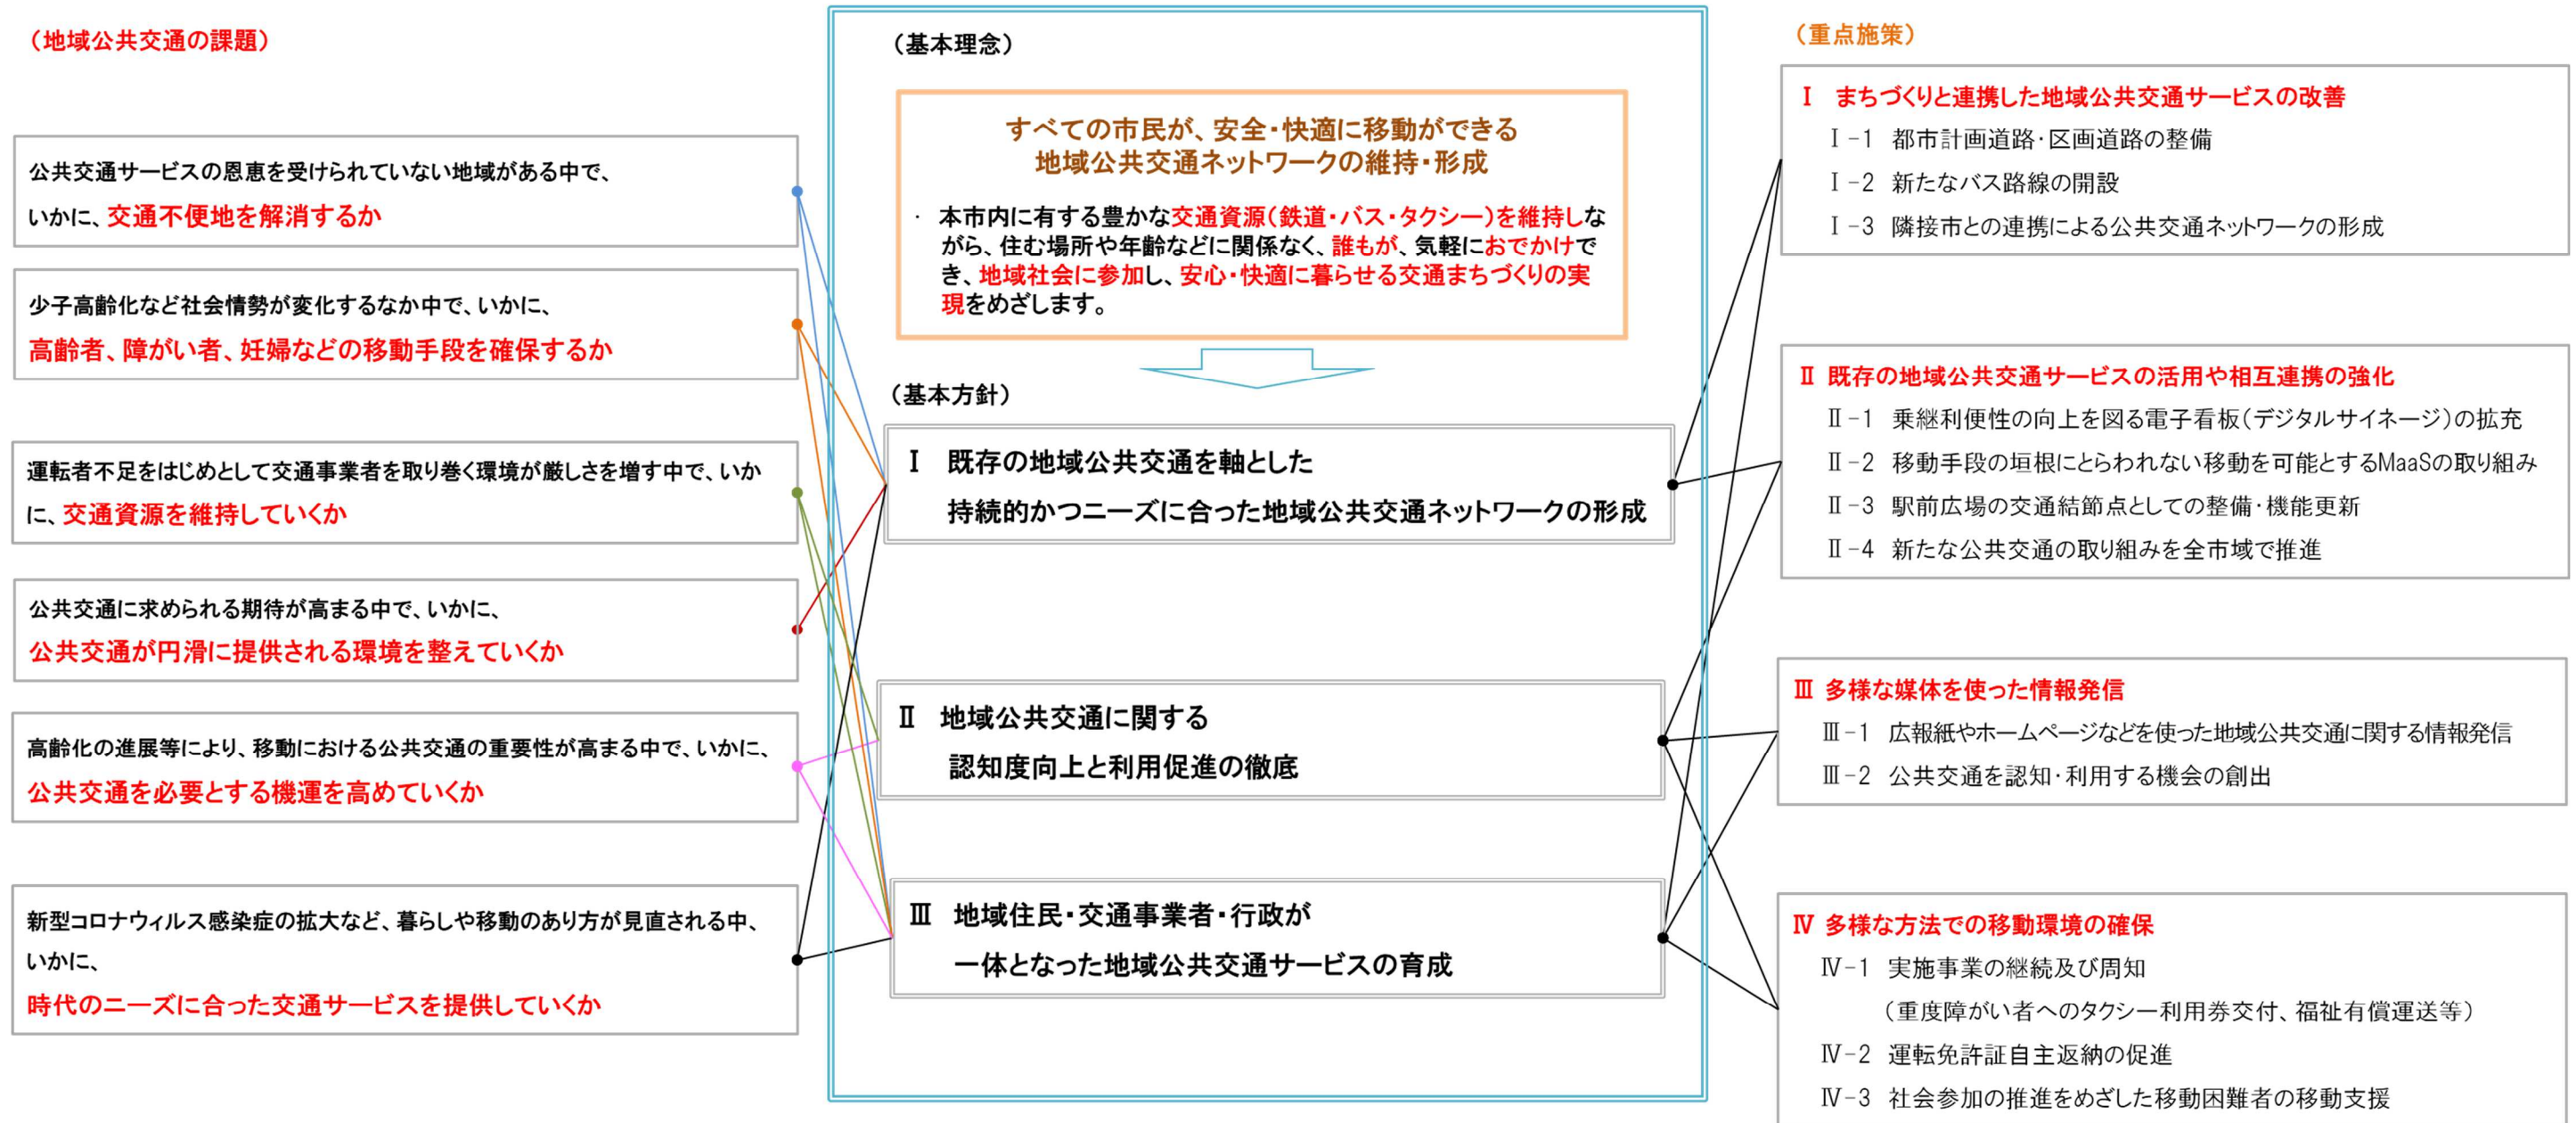 （地域公共交通の課題）
公共交通サービスの恩恵を受けられていない地域がある中で、
いかに、交通不便地を解消するか
少子高齢化など社会情勢が変化するなか中で、いかに、
高齢者、障がい者、妊婦などの移動手段を確保するか
運転者不足をはじめとして交通事業者を取り巻く環境が厳しさを増す中で、いか
に、交通資源を維持していくか
公共交通に求められる期待が高まる中で、いかに、
公共交通が円滑に提供される環境を整えていくか
高齢化の進展等により、移動における公共交通の重要性が高まる中で、いかに、
公共交通を必要とする機運を高めていくか
新型コロナウィルス感染症の拡大など、暮らしや移動のあり方が見直される中、
いかに、
時代のニーズに合った交通サービスを提供していくか
（基本理念）
すべての市民が、安全・快適に移動ができる
地域公共交通ネットワークの維持・形成
・ 本市内に有する豊かな交通資源（鉄道・バス・タクシー）を維持しな
がら、住む場所や年齢などに関係なく、誰もが、気軽におでかけで
き、地域社会に参加し、安心・快適に暮らせる交通まちづくりの実
現をめざします。
（基本方針）
Ⅰ 既存の地域公共交通を軸とした
持続的かつニーズに合った地域公共交通ネットワークの形成
Ⅱ 地域公共交通に関する
認知度向上と利用促進の徹底
Ⅲ 地域住民・交通事業者・行政が
一体となった地域公共交通サービスの育成
（重点施策）
Ⅰ まちづくりと連携した地域公共交通サービスの改善
Ⅰ-1 都市計画道路・区画道路の整備
Ⅰ-2 新たなバス路線の開設
Ⅰ-3 隣接市との連携による公共交通ネットワークの形成
Ⅱ 既存の地域公共交通サービスの活用や相互連携の強化
Ⅱ-1 乗継利便性の向上を図る電子看板（デジタルサイネージ）の拡充
Ⅱ-2 移動手段の垣根にとらわれない移動を可能とするMaaSの取り組み
Ⅱ-3 駅前広場の交通結節点としての整備・機能更新
Ⅱ-4 新たな公共交通の取り組みを全市域で推進
Ⅲ 多様な媒体を使った情報発信
Ⅲ-1 広報紙やホームページなどを使った地域公共交通に関する情報発信
Ⅲ-2 公共交通を認知・利用する機会の創出
Ⅳ 多様な方法での移動環境の確保
Ⅳ-1 実施事業の継続及び周知
（重度障がい者へのタクシー利用券交付、福祉有償運送等）
Ⅳ-2 運転免許証自主返納の促進
Ⅳ-3 社会参加の推進をめざした移動困難者の移動支援